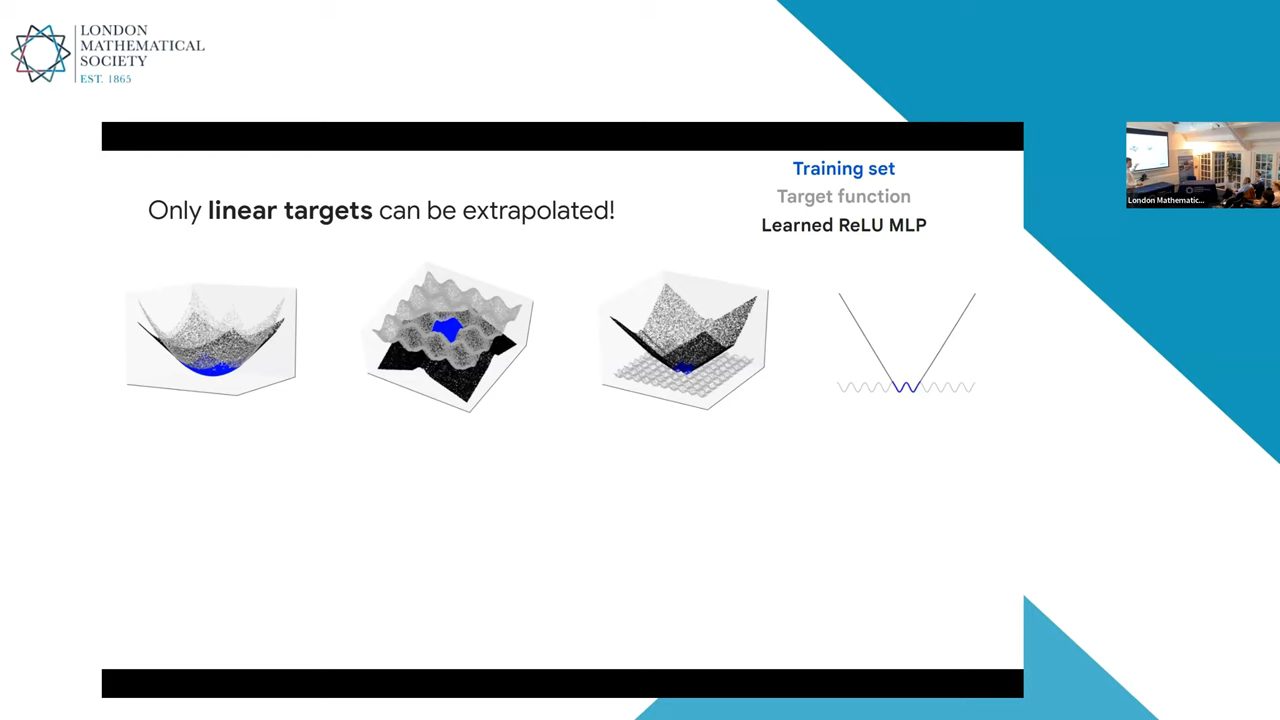 LONDON
MATHEMATICAL
SOCIETY
EST. 1865
Training set
Target function
Learned ReLU MLP
Only linear targets can be extrapolated!
London Mathematic...